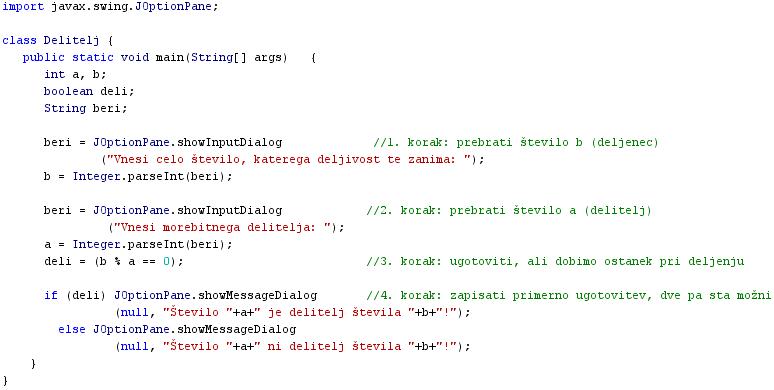 import javax.swing.JOptionPane;
class Delitelj {
public static void main(String[] args) {
int a, b;
boolean deli;
String beri;
beri = JOptionPane.showInputDialog //1. korak: prebrati število b (deljenec)
("Vnesi celo število, katerega deljivost te zanima: ");
b = Integer.parseInt(beri);
beri = JOptionPane.showInputDialog //2. korak: prebrati število a (delitelj)
("Vnesi morebitnega delitelja: ");
a = Integer.parseInt(beri);
deli = (b % a == 0); //3. korak: ugotoviti, ali dobimo ostanek pri deljenju
if (deli) JOptionPane.showMessageDialog //4. korak: zapisati primerno ugotovitev, dve pa sta možni
(null, "Število "+a+" je delitelj števila "+b+"!");
else JOptionPane.showMessageDialog
(null, "Število "+a+" ni delitelj števila "+b+"!");
}
}